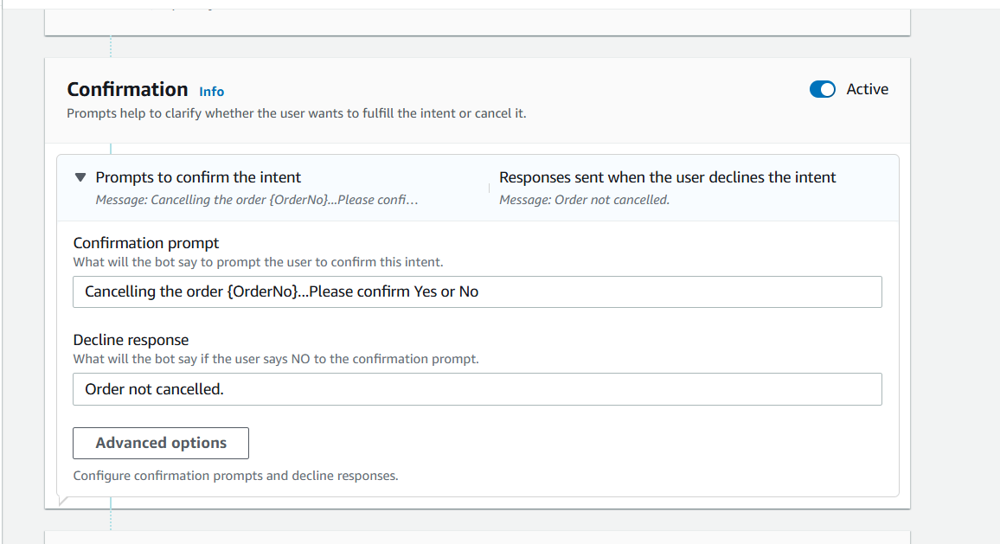 Confirmation Info
Active
Prompts help to clarify whether the user wants to fulfill the intent or cancel it.
Prompts to confirm the intent
Message: Cancelling the order {OrderNo}...Please confi...
Responses sent when the user declines the intent
Message: Order not cancelled.
Confirmation prompt
What will the bot say to prompt the user to confirm this intent.
Cancelling the order {OrderNo}...Please confirm Yes or No
Decline response
What will the bot say if the user says NO to the confirmation prompt.
Order not cancelled.
Advanced options
Configure confirmation prompts and decline responses.